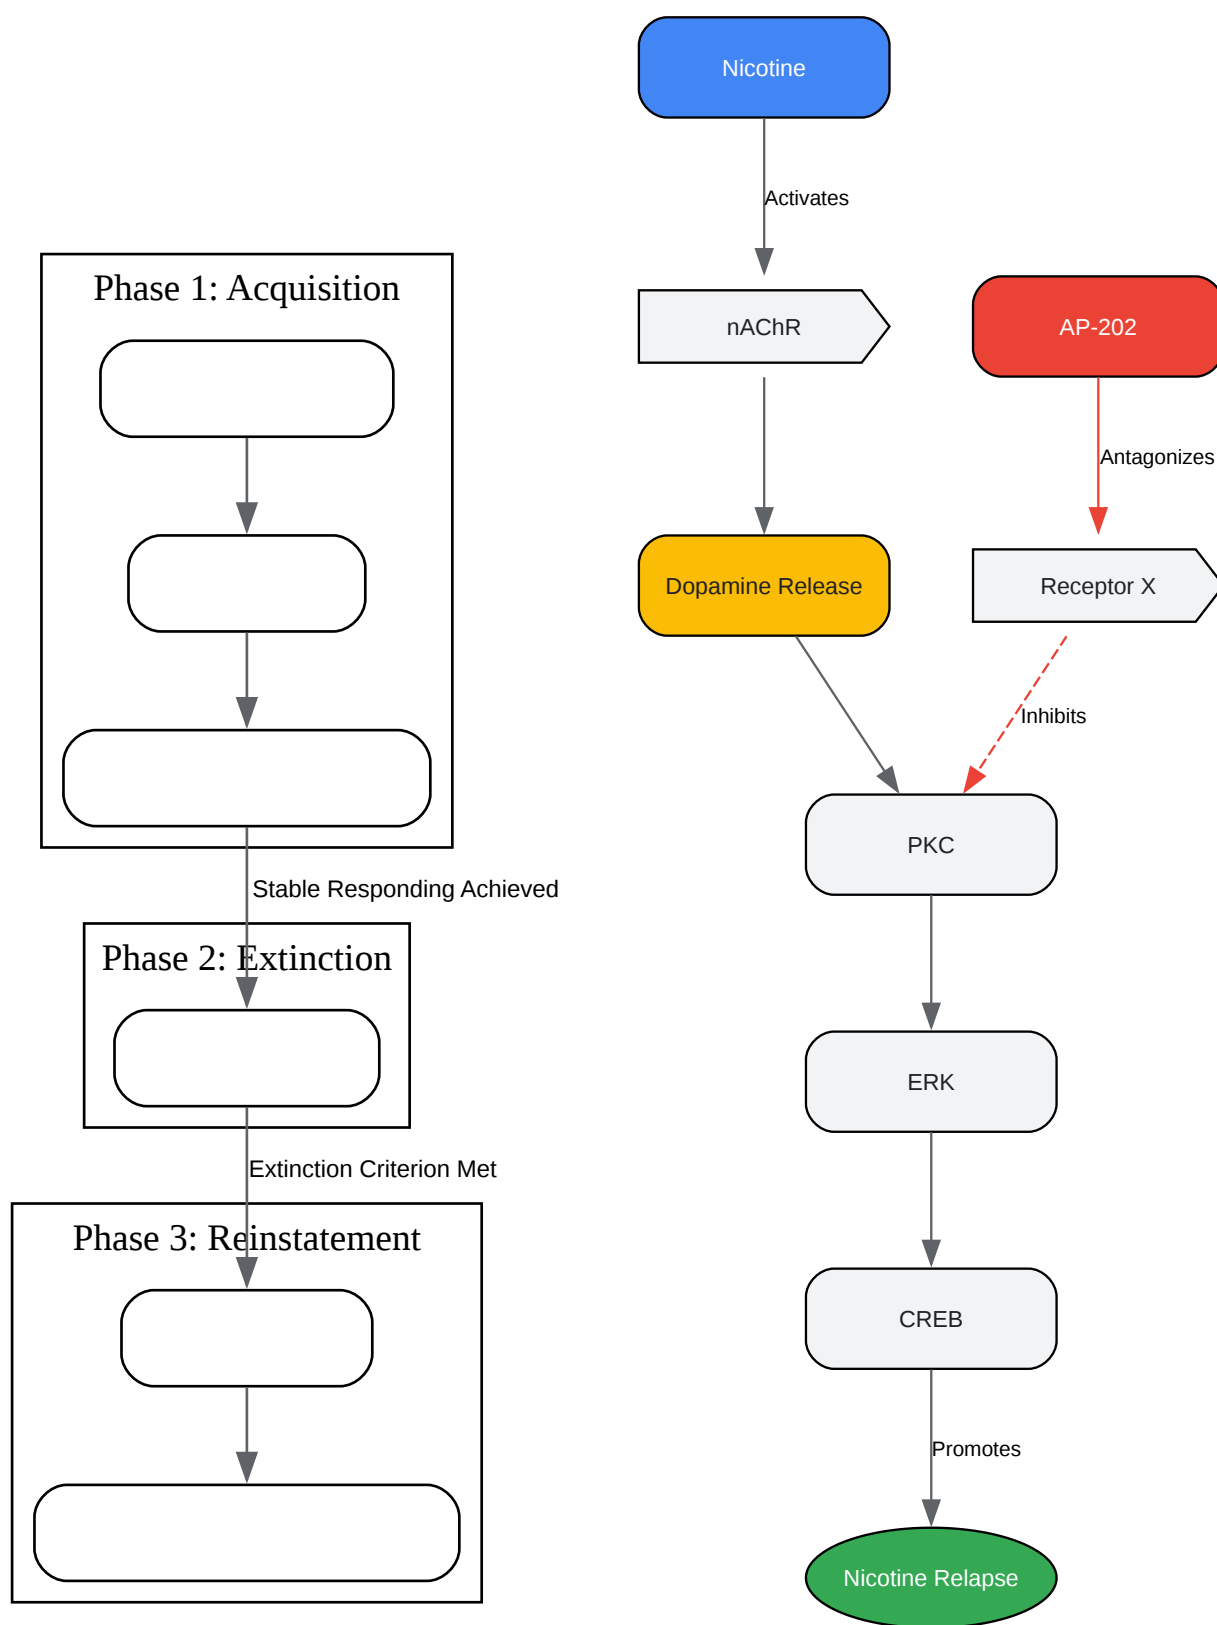 Phase 1: Acquisition
Stable Responding Achieved
Phase 2: Extinction
Extinction Criterion Met
Phase 3: Reinstatement
Nicotine
Activates
nAChR
AP-202
Antagonizes
Dopamine Release
Receptor X
Inhibits
PKC
ERK
CREB
Promotes
Nicotine Relapse